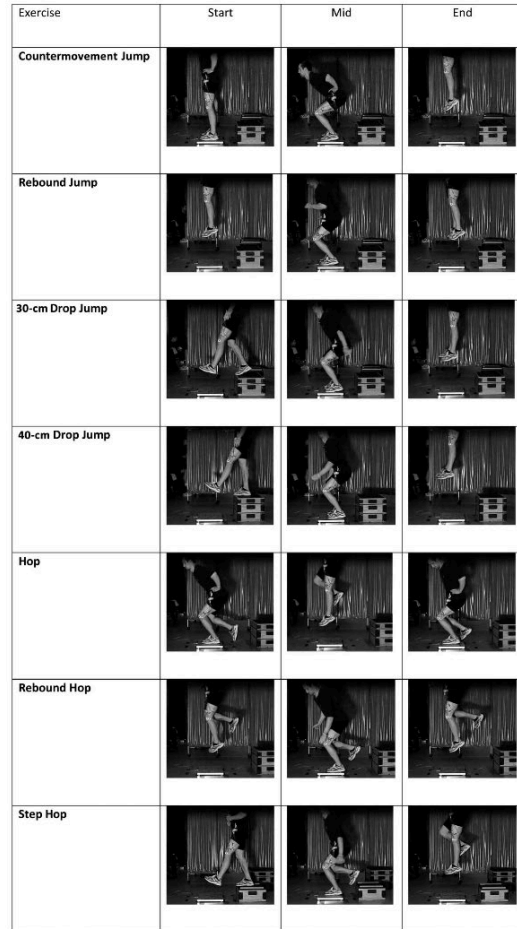 Exercise Start Mid End
Countermovement Jump
Rebound Jump
30-cm Drop Jump
40-cm Drop Jump
Hop
Rebound Hop
Step Hop